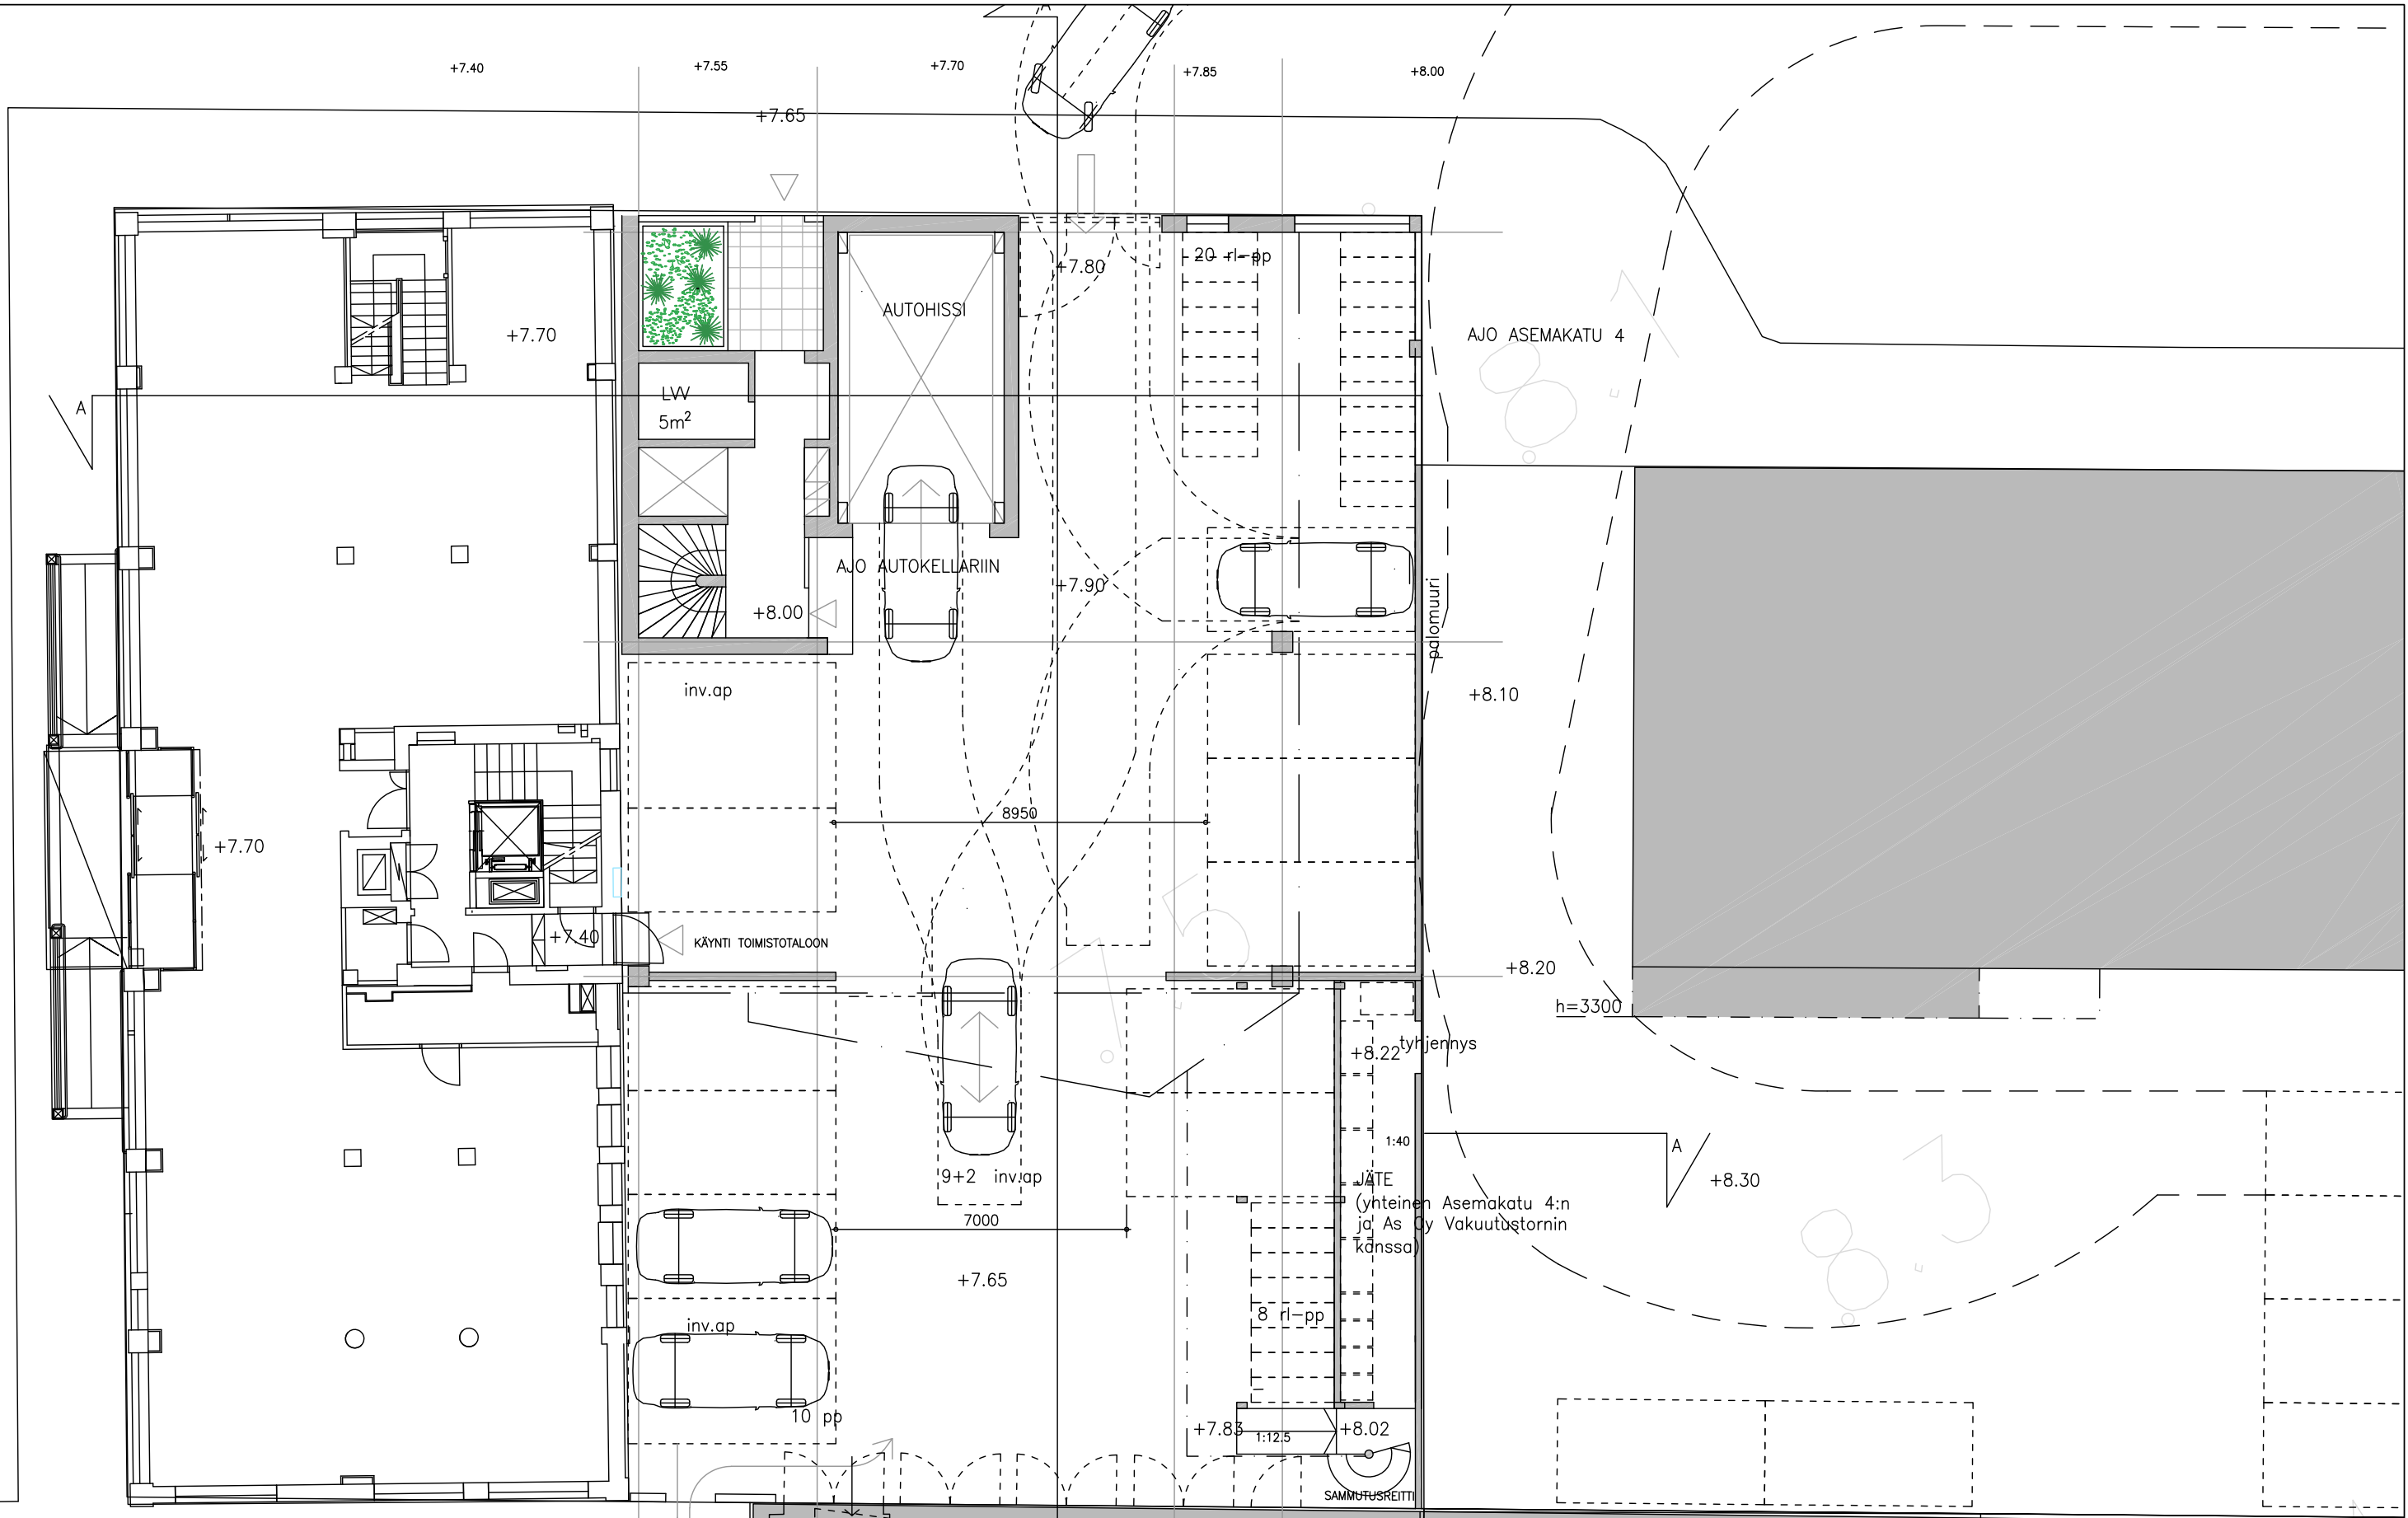 +7.40
+7.55
+7.70
+7.85
+8.00
+7.65
20 rl-pp
+7.80
AUTOHISSI
+7.70
AJO ASEMAKATU 4
LVV
5m²
A
AJO AUTOKELLARIIN
+7.90
+8.00
palomuuri
inv.ap
+8.10
8950
+7.70
+7.40
KÄYNTI TOIMISTOTALOON
+8.20
h=3300
+8.22
tyhjennys
1:40
A
9+2 inv.ap
JÄTE
(yhteinen Asemakatu 4:n
ja As Oy Vakuutustornin
kanssa)
+8.30
7000
+7.65
8 rl-pp
inv.ap
10 pp
+7.83
1:12.5
+8.02
SAMMUTUSREITTI